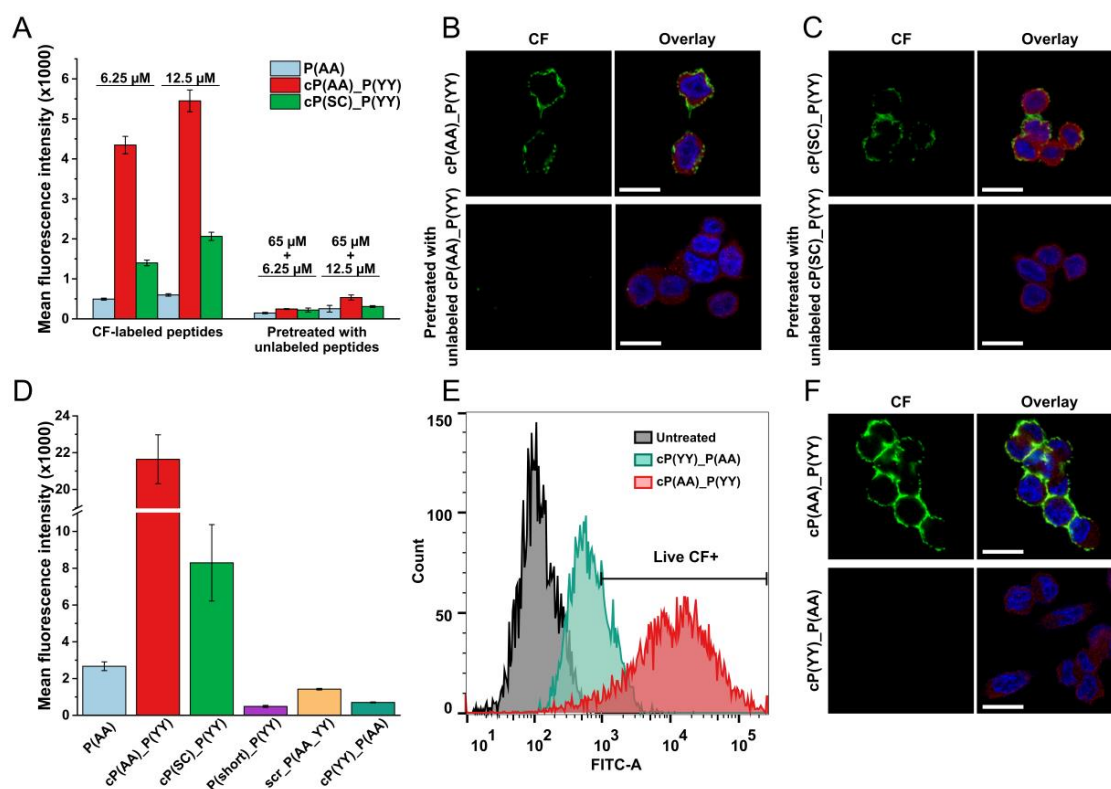 A
Mean fluorescence intensity (x1000)
6
5
4
3
2
1
0
6.25 µM
12.5 µM
P(AA)
cP(AA)_P(YY)
cP(SC)_P(YY)
65 µM
+
6.25 µM
65 µM
+
12.5 µM
CF-labeled peptides
Pretreated with
unlabeled peptides
B
CF
Overlay
cP(AA)_P(YY)
Pretreated with
unlabeled cP(AA)_P(YY)
C
CF
Overlay
cP(SC)_P(YY)
Pretreated with
unlabeled cP(SC)_P(YY)
D
Mean fluorescence intensity (x1000)
24
22
20
10
8
6
4
2
0
P(AA)
cP(AA)_P(YY)
cP(SC)_P(YY)
P(short)_P(YY)
scr_P(AA_YY)
cP(YY)_P(AA)
E
Count
150
100
50
0
Untreated
cP(YY)_P(AA)
cP(AA)_P(YY)
Live CF+
10¹
10²
10³
10⁴
10⁵
FITC-A
F
CF
Overlay
cP(AA)_P(YY)
cP(YY)_P(AA)